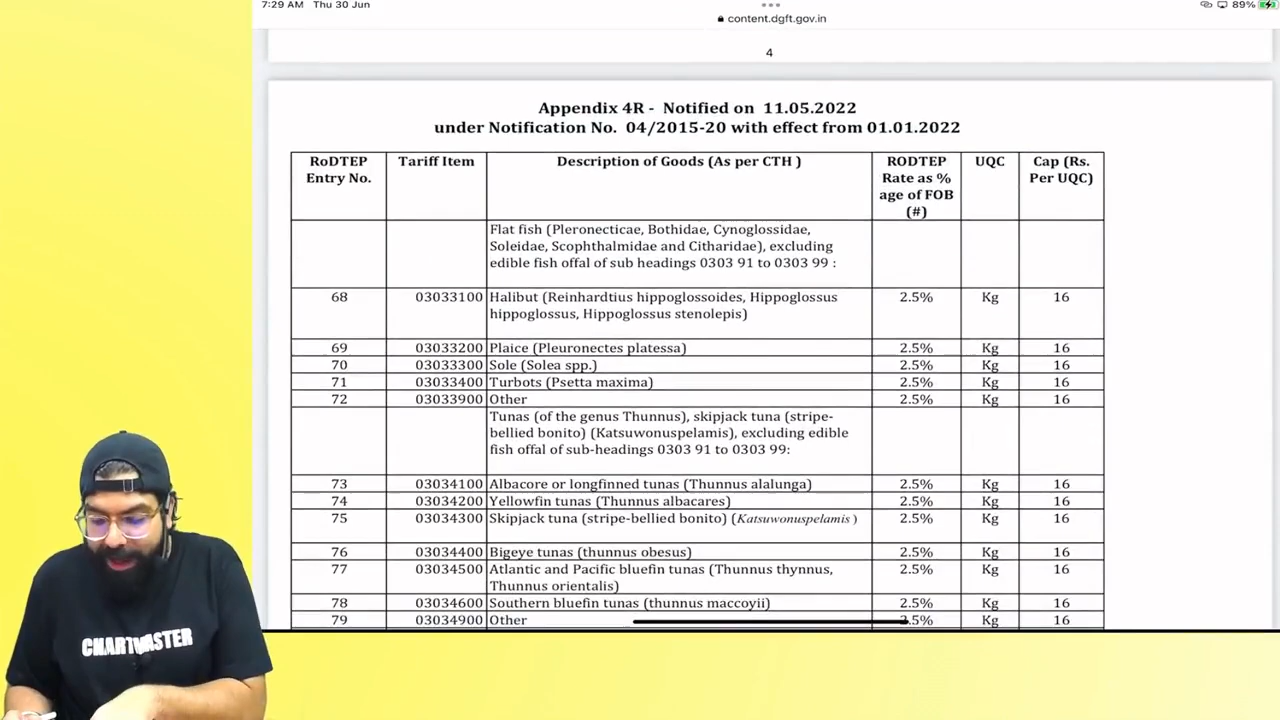 7:29 AM Thu 30 Jun
89%
content.dgft.gov.in
4
Appendix 4R - Notified on 11.05.2022
under Notification No. 04/2015-20 with effect from 01.01.2022
RoDTEP Entry No. Tariff Item Description of Goods (As per CTH ) RODTEP Rate as % age of FOB (#) UQC Cap (Rs. Per UQC)
Flat fish (Pleronecticae, Bothidae, Cynoglossidae,
Soleidae, Scophthalmidae and Citharidae), excluding
edible fish offal of sub headings 0303 91 to 0303 99 :
68 03033100 Halibut (Reinhardtius hippoglossoides, Hippoglossus 2.5% Kg 16
hippoglossus, Hippoglossus stenolepis)
69 03033200 Plaice (Pleuronectes platessa) 2.5% Kg 16
70 03033300 Sole (Solea spp.) 2.5% Kg 16
71 03033400 Turbots (Psetta maxima) 2.5% Kg 16
72 03033900 Other 2.5% Kg 16
Tunas (of the genus Thunnus), skipjack tuna (stripe-
bellied bonito) (Katsuwonuspelamis), excluding edible
fish offal of sub-headings 0303 91 to 0303 99:
73 03034100 Albacore or longfinned tunas (Thunnus alalunga) 2.5% Kg 16
74 03034200 Yellowfin tunas (Thunnus albacares) 2.5% Kg 16
75 03034300 Skipjack tuna (stripe-bellied bonito) (Katsuwonuspelamis ) 2.5% Kg 16
76 03034400 Bigeye tunas (thunnus obesus) 2.5% Kg 16
77 03034500 Atlantic and Pacific bluefin tunas (Thunnus thynnus, 2.5% Kg 16
Thunnus orientalis)
78 03034600 Southern bluefin tunas (thunnus maccoyii) 2.5% Kg 16
79 03034900 Other 2.5% Kg 16